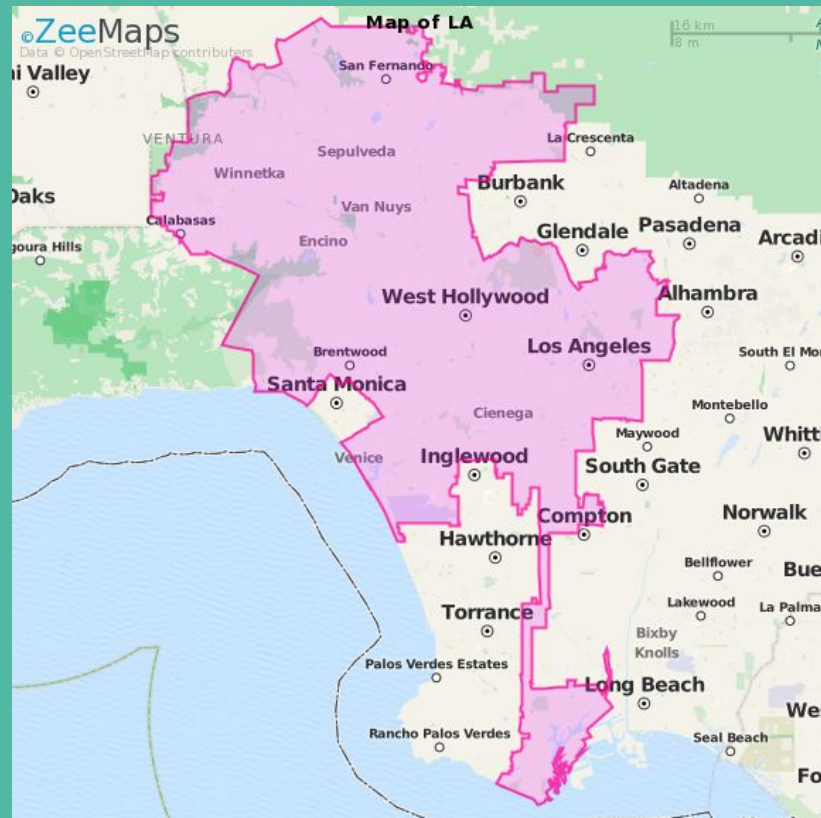 ©ZeeMaps
Map of LA
16 km
8 m
Data © OpenStreetMap contributors
San Fernando
i Valley
VENTURA
La Crescenta
Sepulveda
Winnetka
Burbank
Altadena
Oaks
Van Nuys
Calabasas
Glendale
Pasadena
Encino
Arcadi
goura Hills
West Hollywood
Alhambra
Los Angeles
Brentwood
South El Mon
Santa Monica
Montebello
Cienega
Maywood
Whitti
Venice
Inglewood
South Gate
Compton
Norwalk
Hawthorne
Bellflower
Bue
Lakewood
La Palma
Torrance
Bixby
Knolls
Palos Verdes Estates
Long Beach
Wes
Rancho Palos Verdes
Seal Beach
Fo